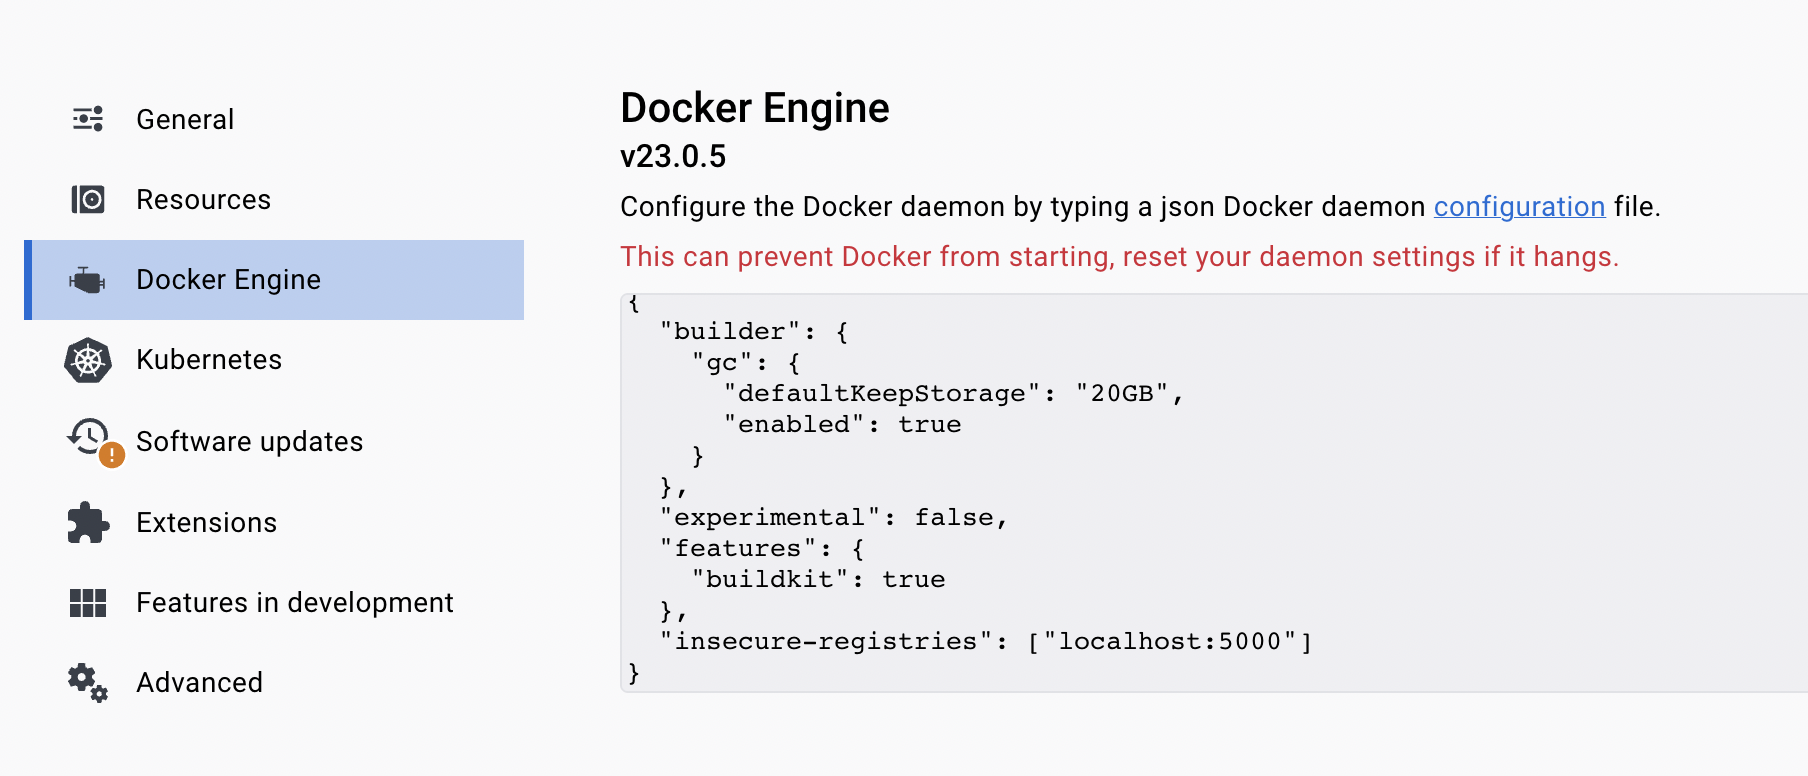 General
Resources
Docker Engine
Kubernetes
Software updates
Extensions
Features in development
Advanced
Docker Engine
v23.0.5
Configure the Docker daemon by typing a json Docker daemon configuration file.
This can prevent Docker from starting, reset your daemon settings if it hangs.
{
  "builder": {
    "gc": {
      "defaultKeepStorage": "20GB",
      "enabled": true
    }
  },
  "experimental": false,
  "features": {
    "buildkit": true
  },
  "insecure-registries": ["localhost:5000"]
}